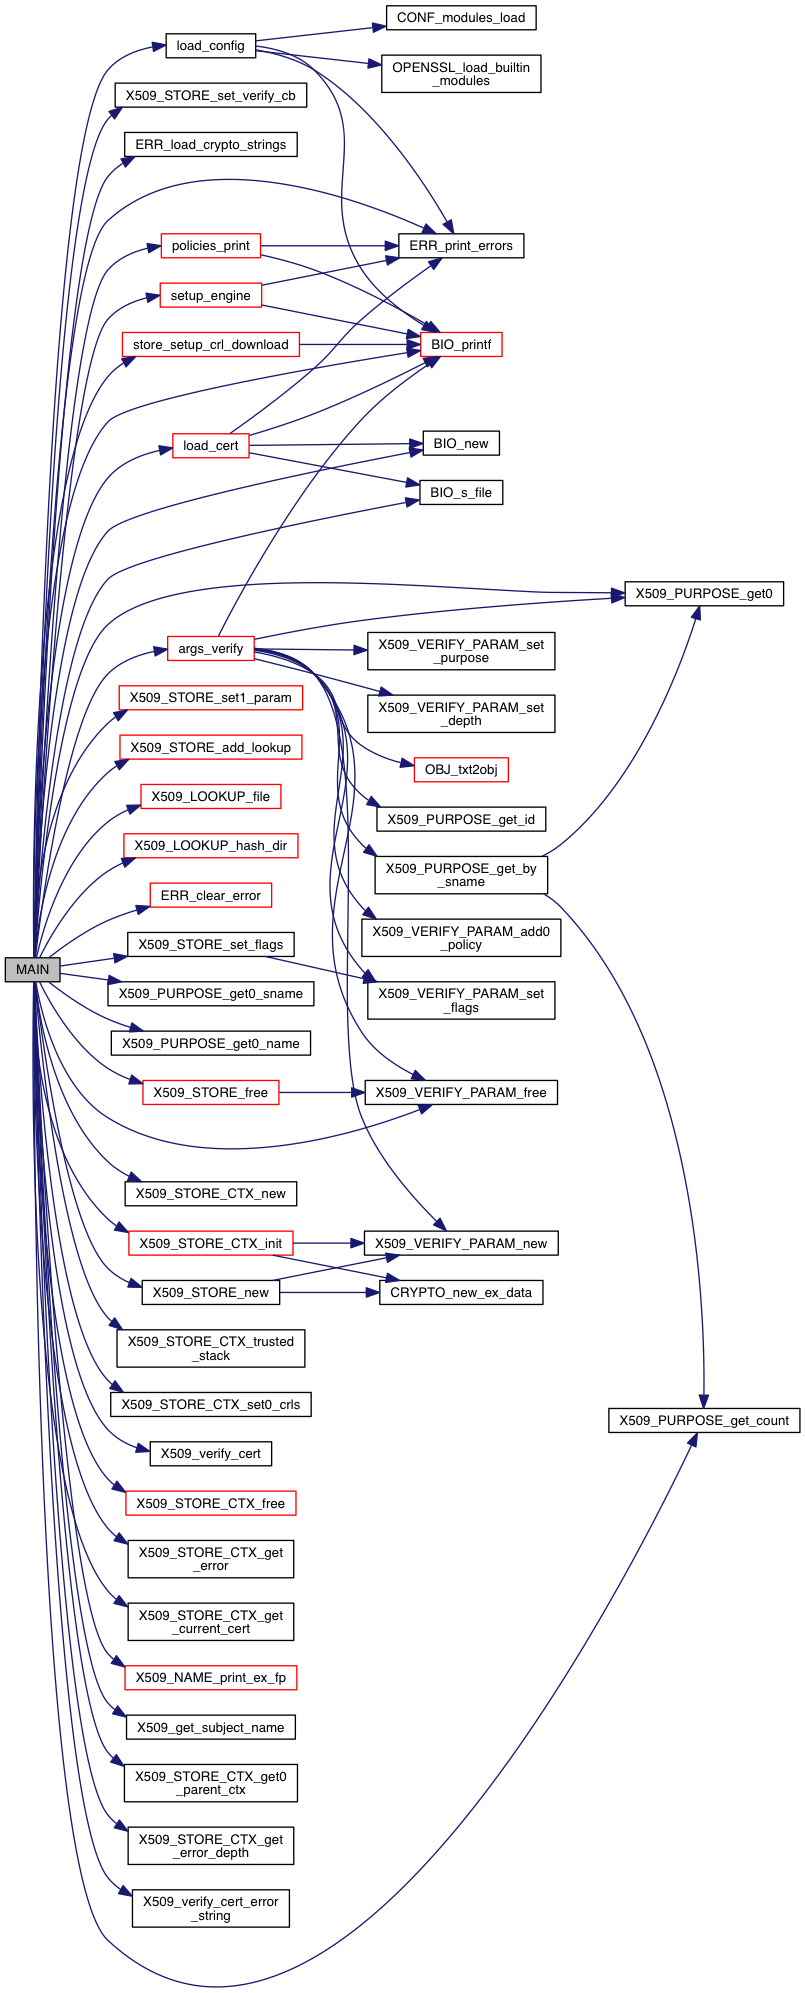 MAIN
load_config
X509_STORE_set_verify_cb
ERR_load_crypto_strings
policies_print
setup_engine
store_setup_crl_download
load_cert
args_verify
X509_STORE_set1_param
X509_STORE_add_lookup
X509_LOOKUP_file
X509_LOOKUP_hash_dir
ERR_clear_error
X509_STORE_set_flags
X509_PURPOSE_get0_sname
X509_PURPOSE_get0_name
X509_STORE_free
X509_STORE_CTX_new
X509_STORE_CTX_init
X509_STORE_new
X509_STORE_CTX_trusted
_stack
X509_STORE_CTX_set0_crls
X509_verify_cert
X509_STORE_CTX_free
X509_STORE_CTX_get
_error
X509_STORE_CTX_get
_current_cert
X509_NAME_print_ex_fp
X509_get_subject_name
X509_STORE_CTX_get0
_parent_ctx
X509_STORE_CTX_get
_error_depth
X509_verify_cert_error
_string
CONF_modules_load
OPENSSL_load_builtin
_modules
ERR_print_errors
BIO_printf
BIO_new
BIO_s_file
X509_VERIFY_PARAM_set
_purpose
X509_VERIFY_PARAM_set
_depth
OBJ_txt2obj
X509_PURPOSE_get_id
X509_PURPOSE_get_by
_sname
X509_VERIFY_PARAM_add0
_policy
X509_VERIFY_PARAM_set
_flags
X509_VERIFY_PARAM_free
X509_VERIFY_PARAM_new
CRYPTO_new_ex_data
X509_PURPOSE_get0
X509_PURPOSE_get_count